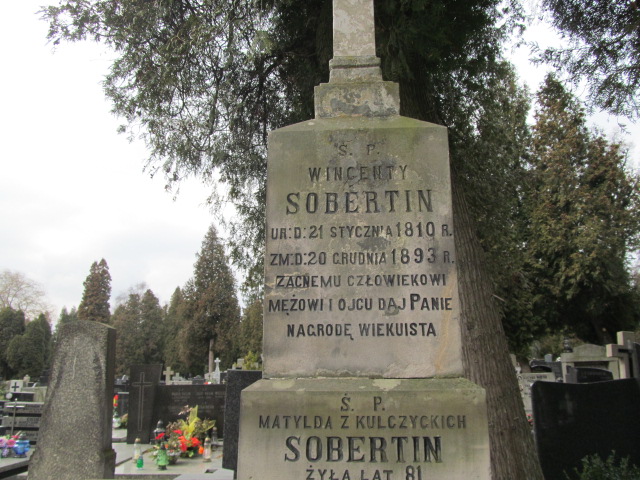 Ś. P.
WINCENTY
SOBERTIN
UR: D: 21 STYCZNIA 1810 R.
ZM: D: 20 GRUDNIA 1893 R.
ZACNEMU CZŁOWIEKOWI
MĘŻOWI I OJCU DAJ PANIE
NAGRODĘ WIEKUISTA
Ś. P.
MATYLDA Z KULCZYCKICH
SOBERTIN
ŻYŁA LAT 81